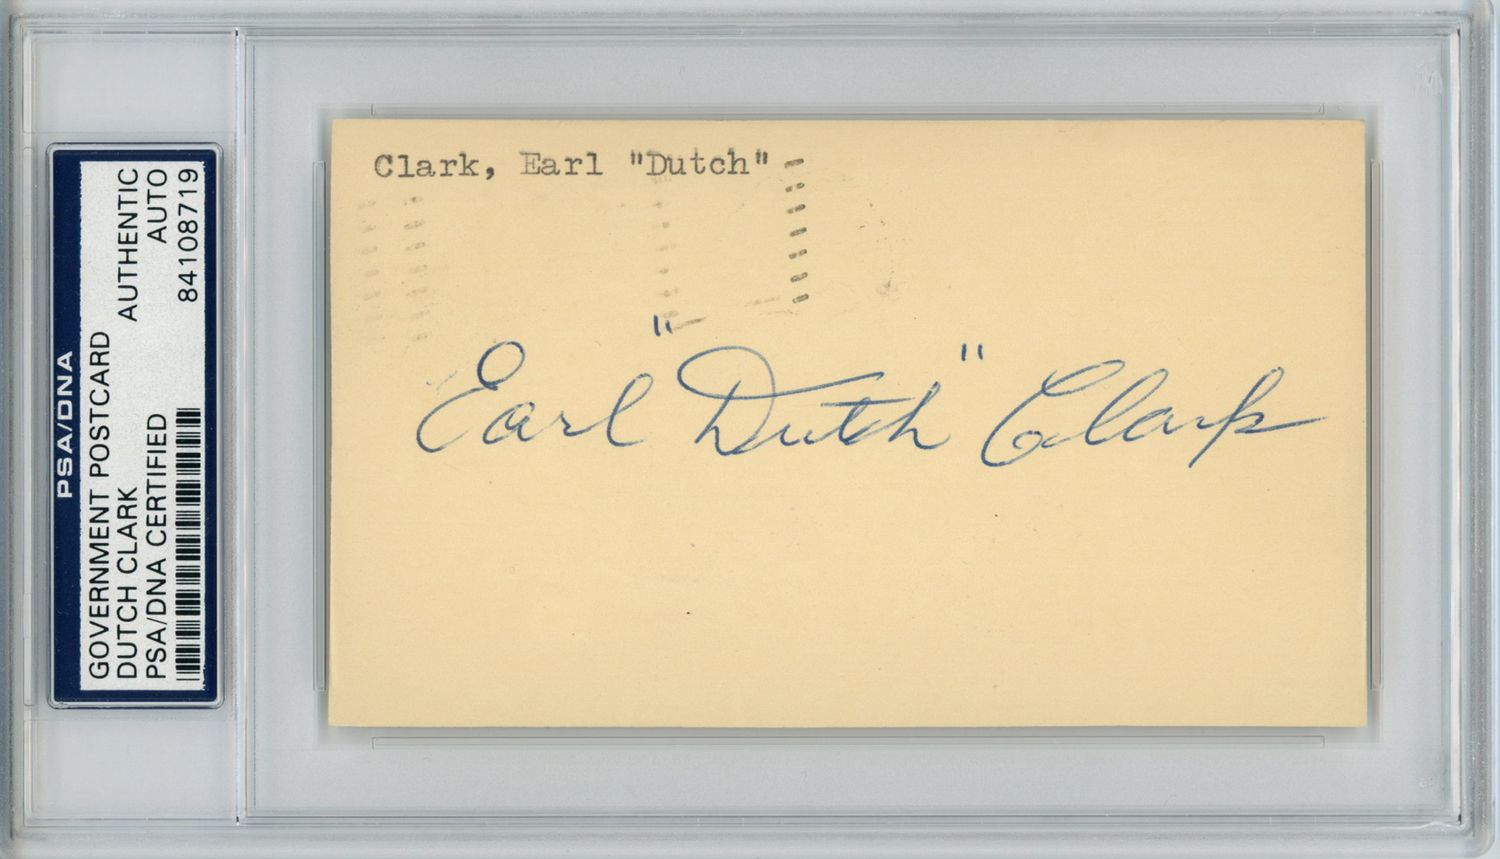 PSA/DNA
GOVERNMENT POSTCARD
DUTCH CLARK
PSA/DNA CERTIFIED
AUTHENTIC
AUTO
84108719
Clark, Earl "Dutch"
Earl "Dutch" Clark